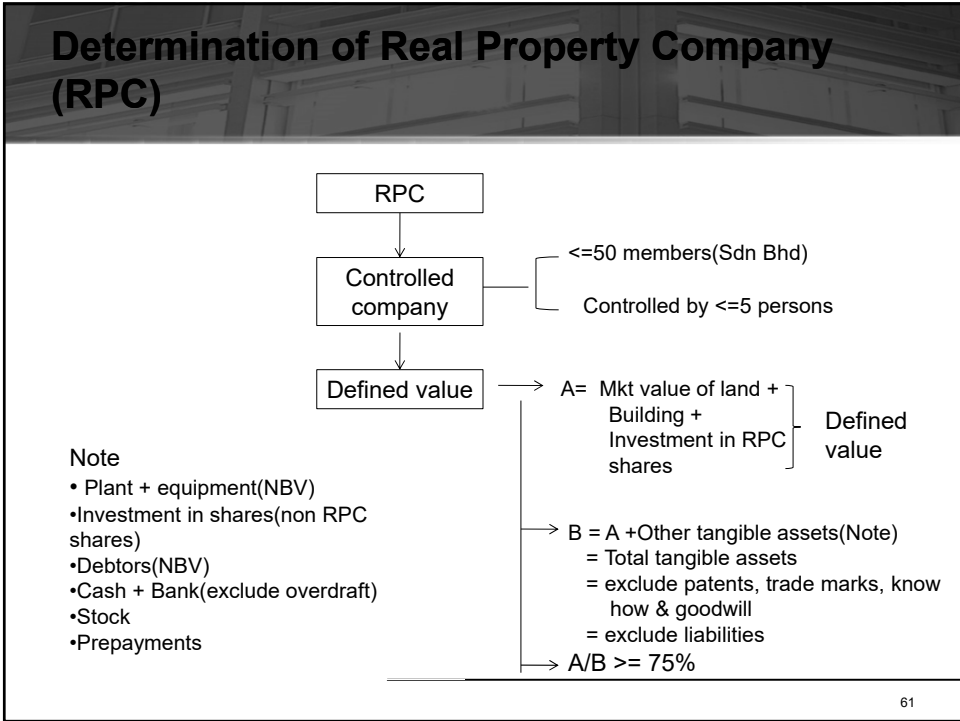 Determination of Real Property Company
(RPC)
RPC
Controlled
company
<=50 members(Sdn Bhd)
Controlled by <=5 persons
Defined value
A= Mkt value of land +
Building +
Investment in RPC
shares
Defined
value
Note
• Plant + equipment(NBV)
•Investment in shares(non RPC
shares)
•Debtors(NBV)
•Cash + Bank(exclude overdraft)
•Stock
•Prepayments
B = A +Other tangible assets(Note)
= Total tangible assets
= exclude patents, trade marks, know
how & goodwill
= exclude liabilities
A/B >= 75%
61